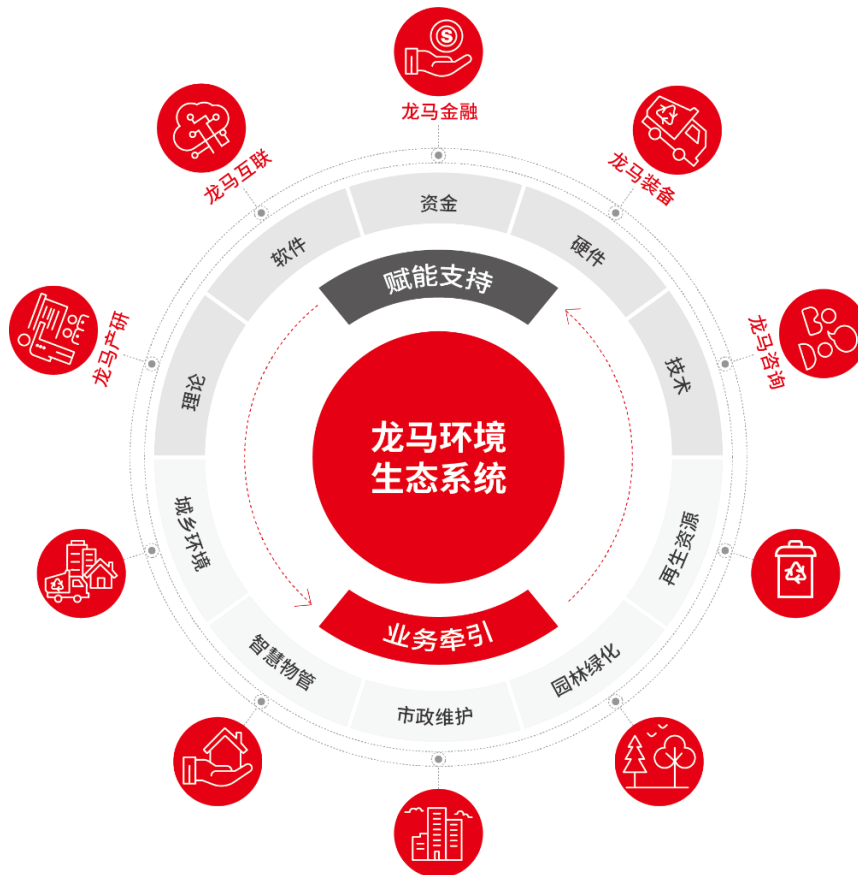 龙马金融
龙马互联
龙马装备
龙马产研
龙马咨询
资金
软件
硬件
理论
技术
赋能支持
龙马环境
生态系统
业务牵引
城乡环境
再生资源
智慧物管
园林绿化
市政维护
S